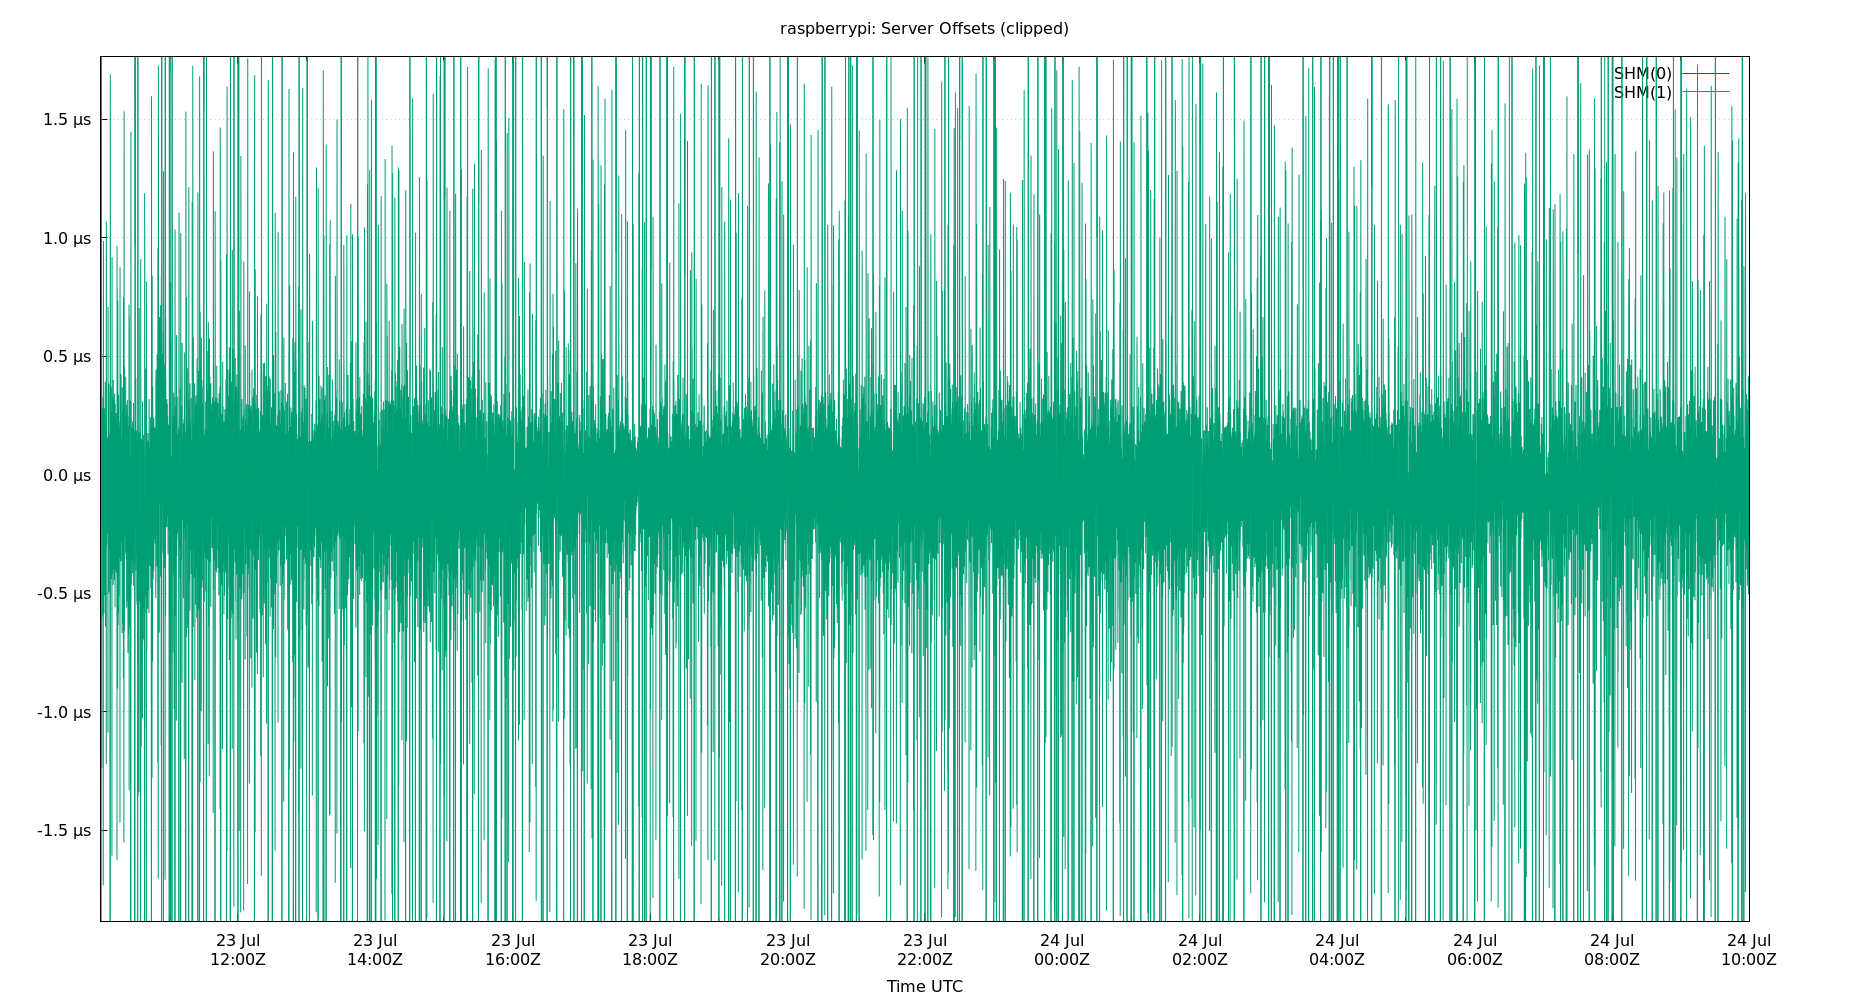 raspberrypi: Server Offsets (clipped)
SHM(0)
SHM(1)
1.5 µs
1.0 µs
0.5 µs
0.0 µs
-0.5 µs
-1.0 µs
-1.5 µs
23 Jul 23 Jul 23 Jul 23 Jul 23 Jul 23 Jul 24 Jul 24 Jul 24 Jul 24 Jul 24 Jul 24 Jul
12:00Z 14:00Z 16:00Z 18:00Z 20:00Z 22:00Z 00:00Z 02:00Z 04:00Z 06:00Z 08:00Z 10:00Z
Time UTC